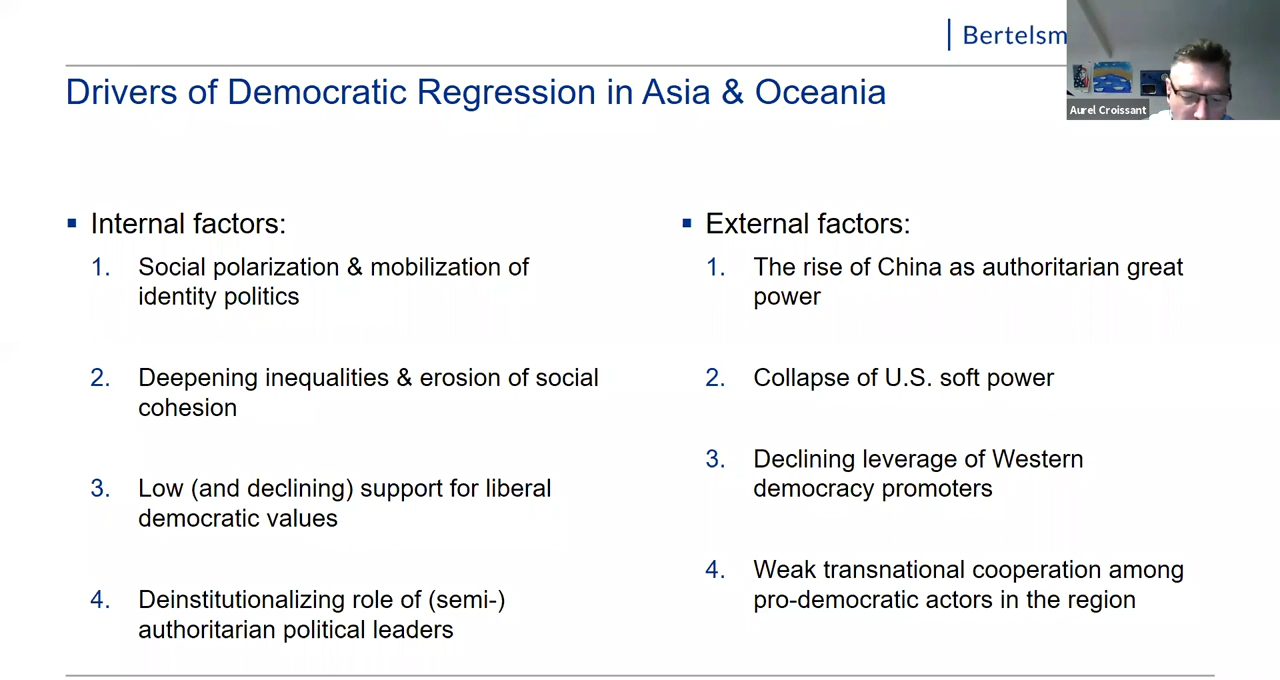 Bertelsm
Aurel Croissant
Drivers of Democratic Regression in Asia & Oceania
▪ Internal factors:
1. Social polarization & mobilization of
identity politics
2. Deepening inequalities & erosion of social
cohesion
3. Low (and declining) support for liberal
democratic values
4. Deinstitutionalizing role of (semi-)
authoritarian political leaders
▪ External factors:
1. The rise of China as authoritarian great
power
2. Collapse of U.S. soft power
3. Declining leverage of Western
democracy promoters
4. Weak transnational cooperation among
pro-democratic actors in the region